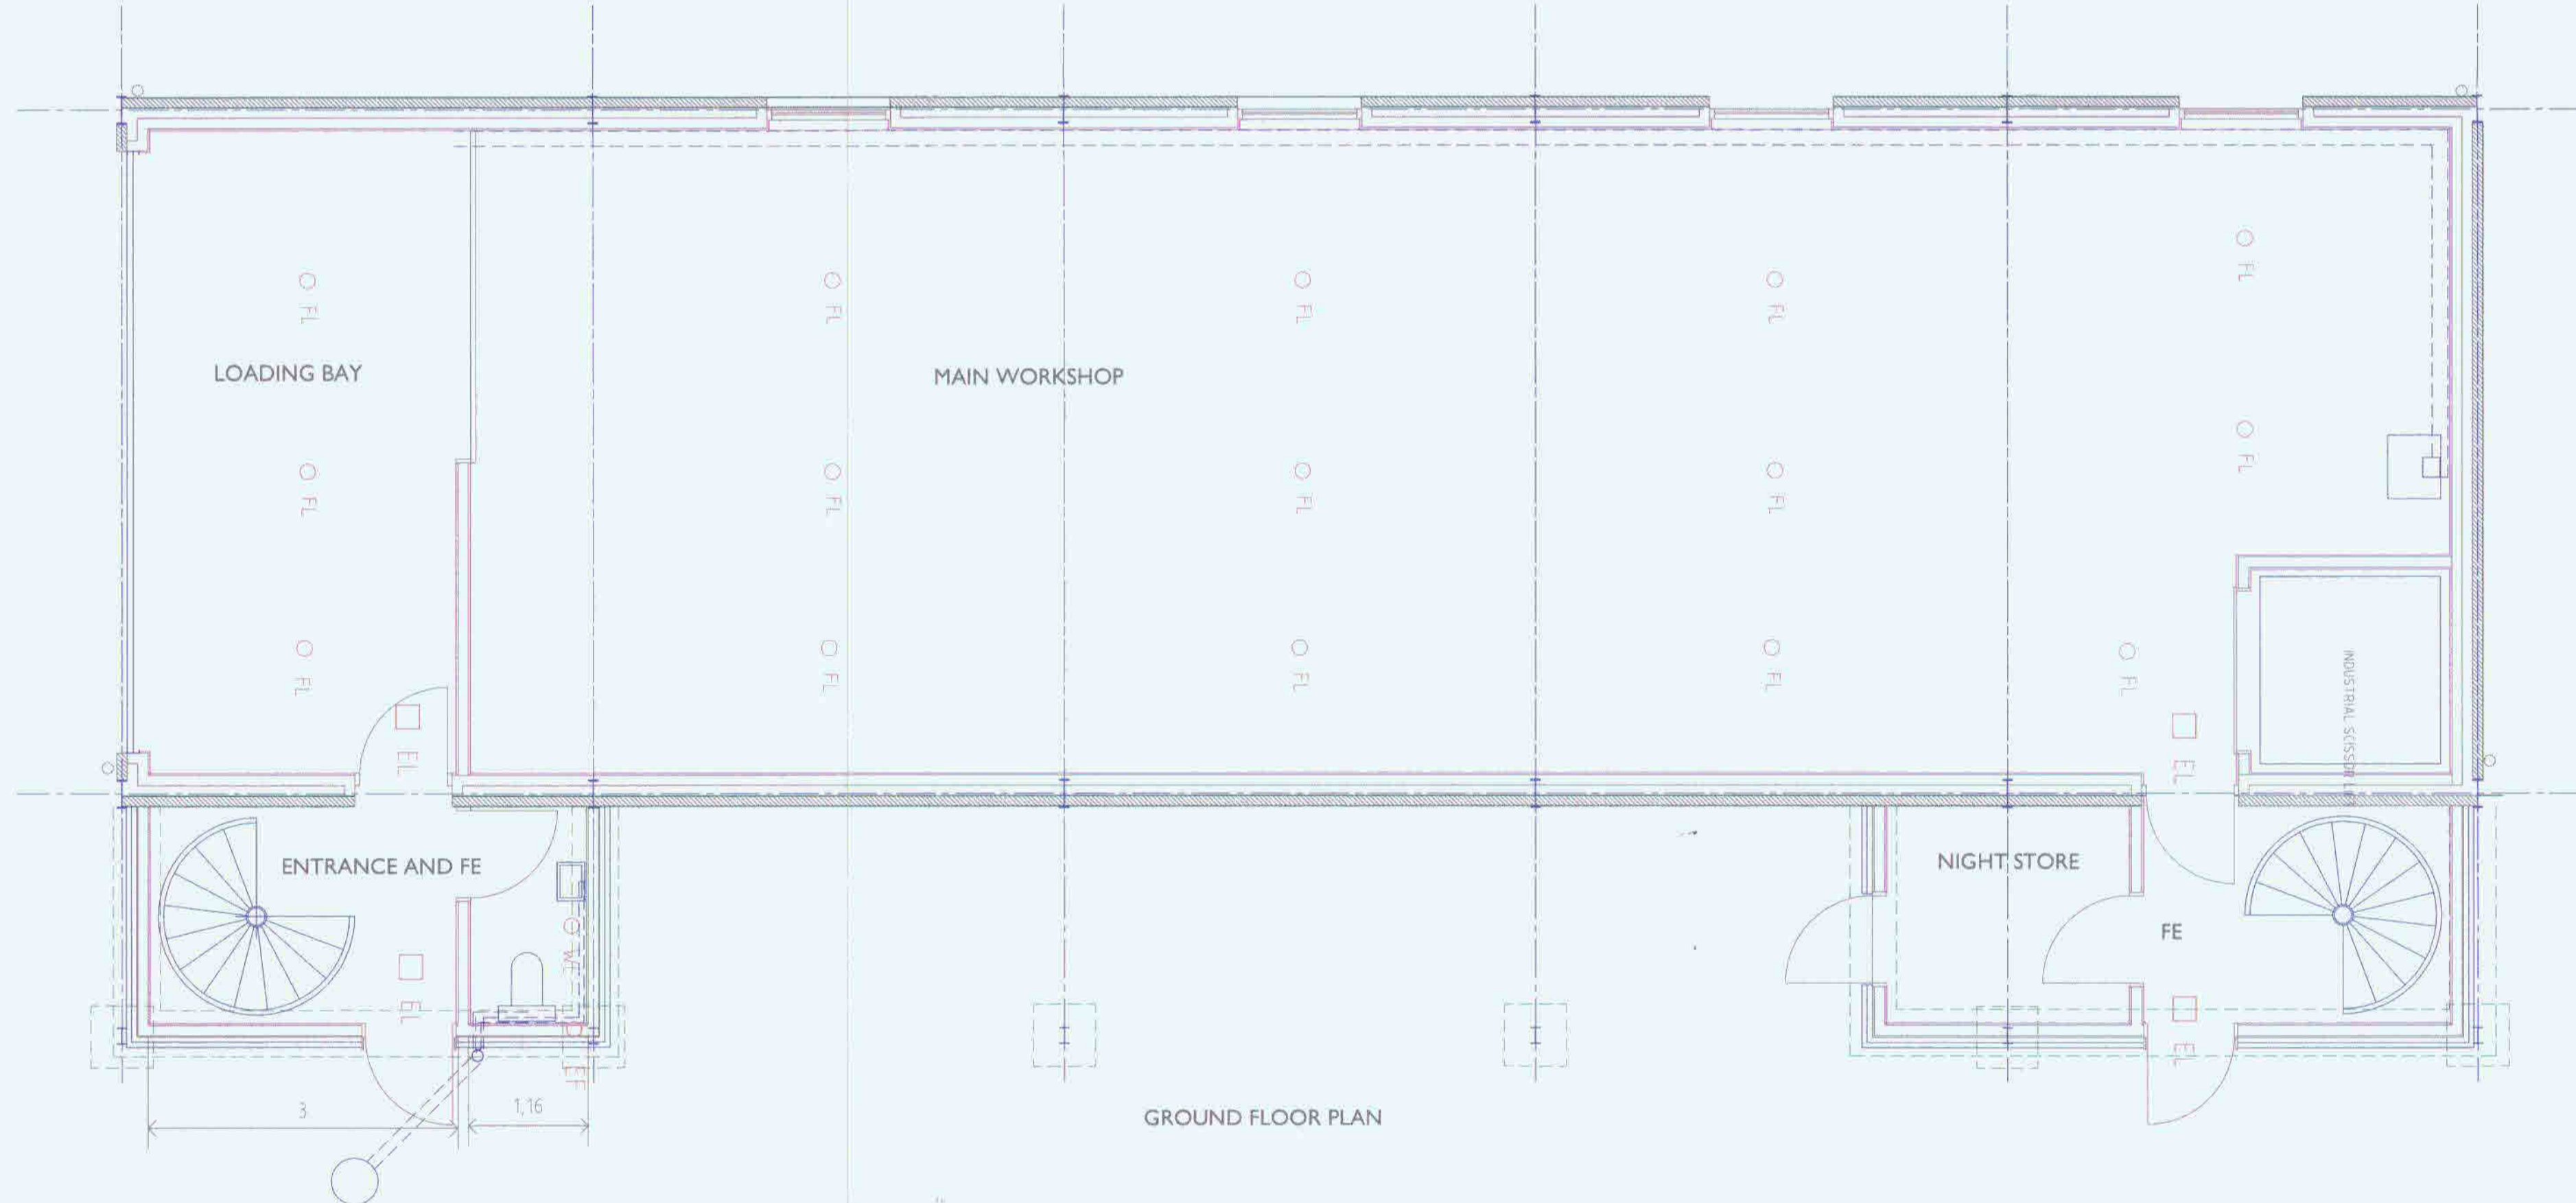 FL
FL
FL
FL
FL
LOADING BAY
MAIN WORKSHOP
FL
FL
FL
FL
FL
FL
FL
FL
FL
FL
INDUSTRIAL SCISSOR LIFT
EL
EL
ENTRANCE AND FE
NIGHT STORE
FE
WL
EL
EL
EF
3
1,16
GROUND FLOOR PLAN